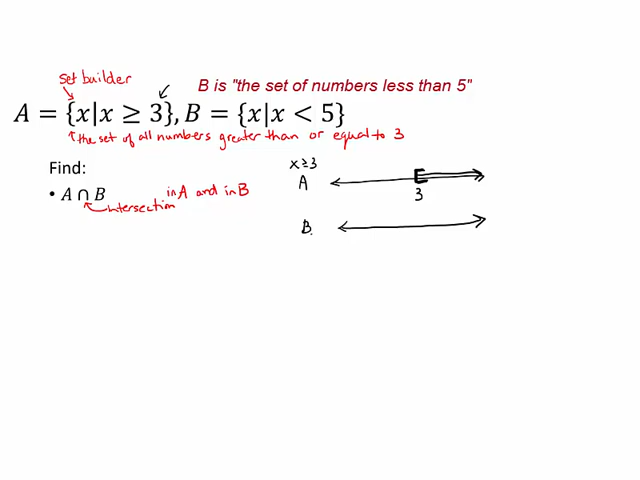 set builder
B is "the set of numbers less than 5"
A = {x|x ≥ 3}, B = {x|x < 5}
the set of all numbers greater than or equal to 3
Find:
• A ∩ B
in A and in B
intersection
x ≥ 3
A
3
B.